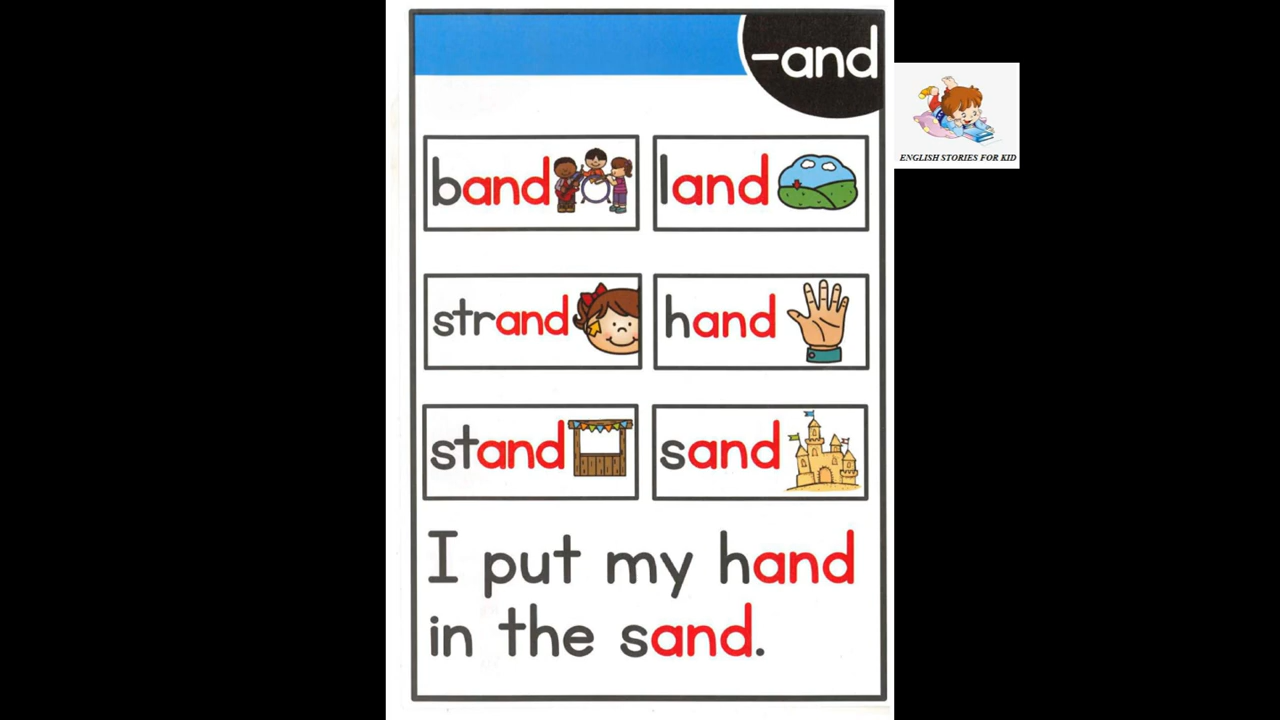 -and
ENGLISH STORIES FOR KID
band
land
strand
hand
stand
sand
I put my hand
in the sand.